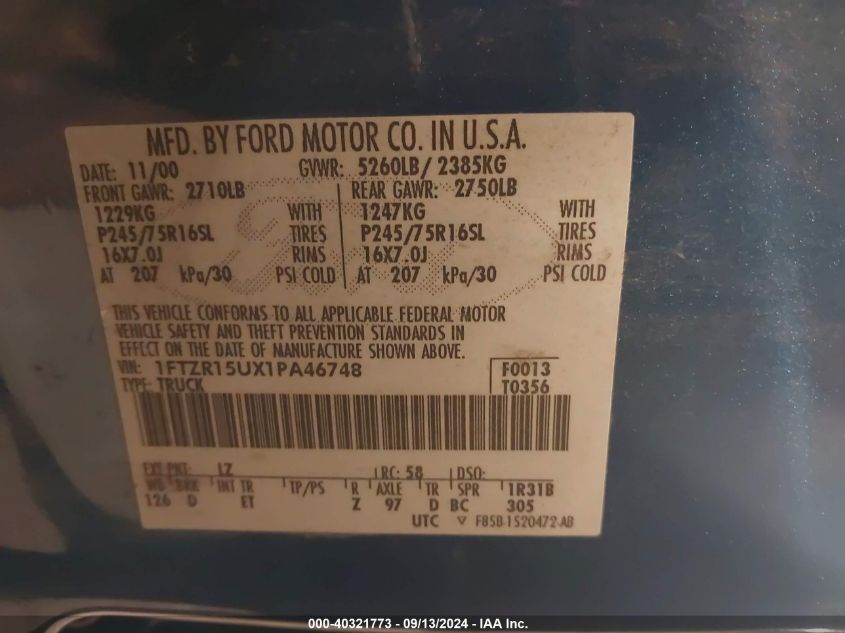 MFD. BY FORD MOTOR CO. IN U.S.A.
DATE: 11/00 GVWR: 5260LB/ 2385KG
FRONT GAWR: 2710LB REAR GAWR: 2750LB
1229KG WITH 1247KG WITH
P245/75R16SL TIRES P245/75R16SL TIRES
16X7.0J RIMS 16X7.0J RIMS
AT 207 kPa/30 PSI COLD AT 207 kPa/30 PSI COLD
THIS VEHICLE CONFORMS TO ALL APPLICABLE FEDERAL MOTOR
VEHICLE SAFETY AND THEFT PREVENTION STANDARDS IN
EFFECT ON THE DATE OF MANUFACTURE SHOWN ABOVE.
VIN: 1FTZR15UX1PA46748 F0013
TYPE: TRUCK T0356
EXT PNT: LZ RC: 58 DSO:
WB BRK INT TR TP/PS R AXLE TR SPR 1R31B
126 D ET Z 97 D BC 305
UTC ▽ F85B-1520472-AB
000-40321773 - 09/13/2024 - IAA Inc.